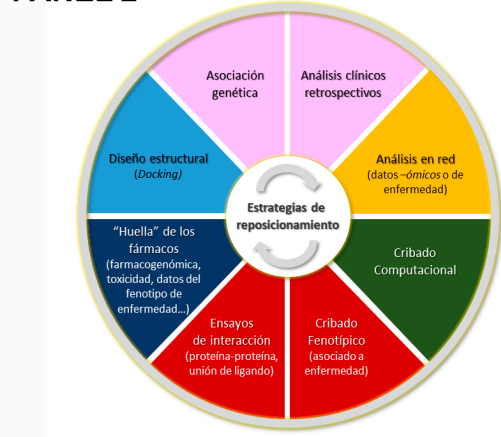 Asociación
genética
Análisis clínicos
retrospectivos
Diseño estructural
(Docking)
Análisis en red
(datos –ómicos o de
enfermedad)
Estrategias de
reposicionamiento
"Huella" de los
fármacos
(farmacogenómica,
toxicidad, datos del
fenotipo de
enfermedad…)
Cribado
Computacional
Ensayos
de interacción
(proteína-proteína,
unión de ligando)
Cribado
Fenotípico
(asociado a
enfermedad)